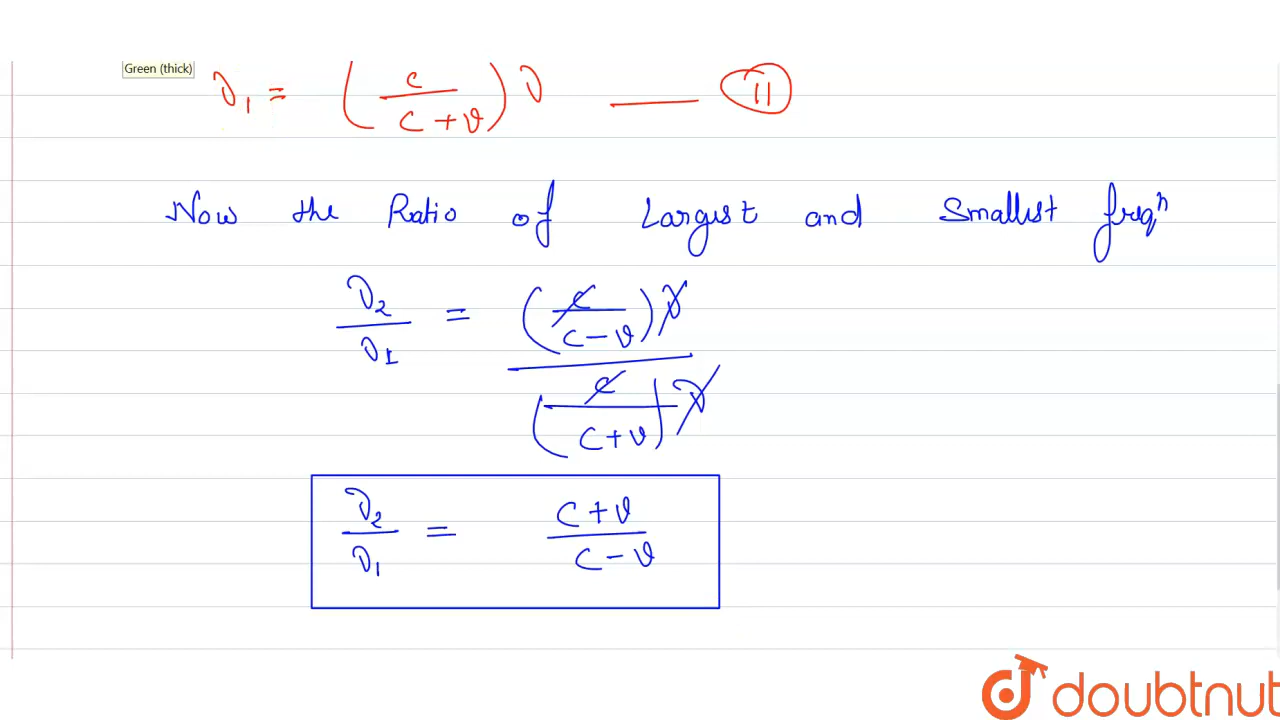 Green (thick)
ν₁ = (c / (c + v)) ν —— II
Now the Ratio of Largest and Smallest freqⁿ
ν₂ / ν₁ = (c / (c - v)) ν / (c / (c + v)) ν
ν₂ / ν₁ = (c + v) / (c - v)
doubtnut